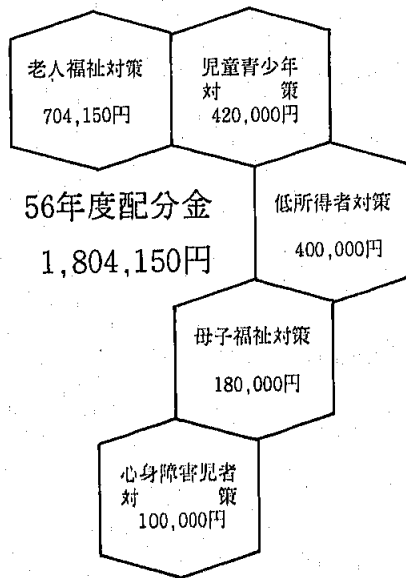 老人福祉対策
704,150円
児童青少年
対策
420,000円
56年度配分金
1,804,150円
低所得者対策
400,000円
母子福祉対策
180,000円
心身障害児者
対策
100,000円